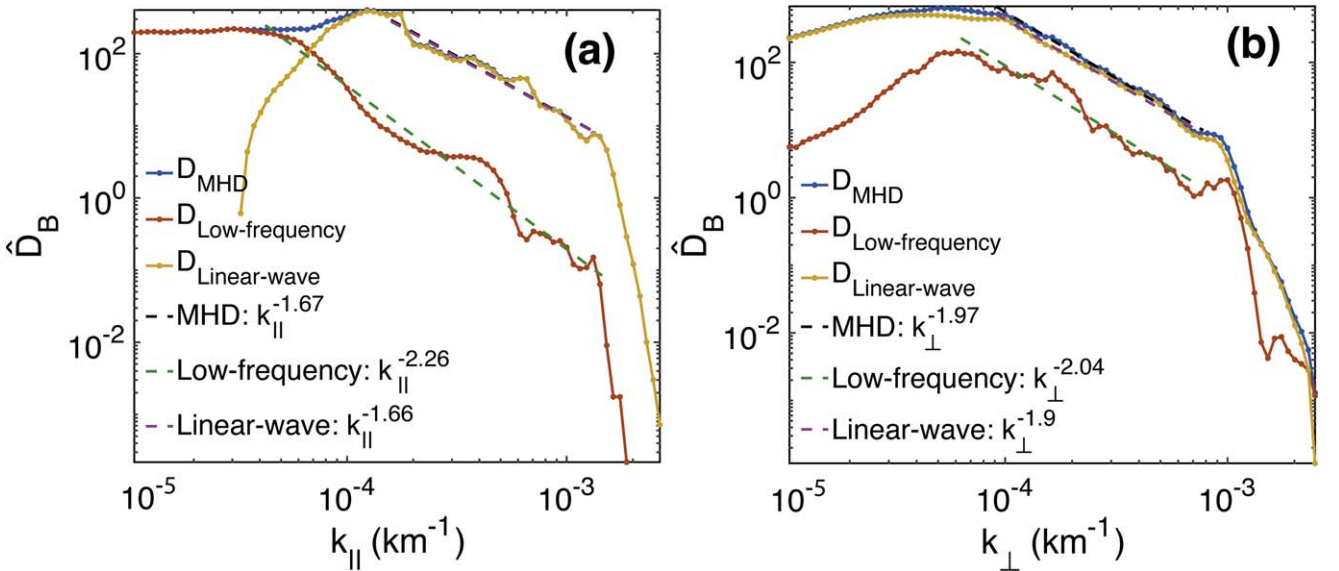 (a)
10^2
10^0
10^-2
D̂_B
D_MHD
D_Low-frequency
D_Linear-wave
MHD: k_||^-1.67
Low-frequency: k_||^-2.26
Linear-wave: k_||^-1.66
10^-5 10^-4 10^-3
k_|| (km^-1)
(b)
10^2
10^0
10^-2
D̂_B
D_MHD
D_Low-frequency
D_Linear-wave
MHD: k_⊥^-1.97
Low-frequency: k_⊥^-2.04
Linear-wave: k_⊥^-1.9
10^-5 10^-4 10^-3
k_⊥ (km^-1)